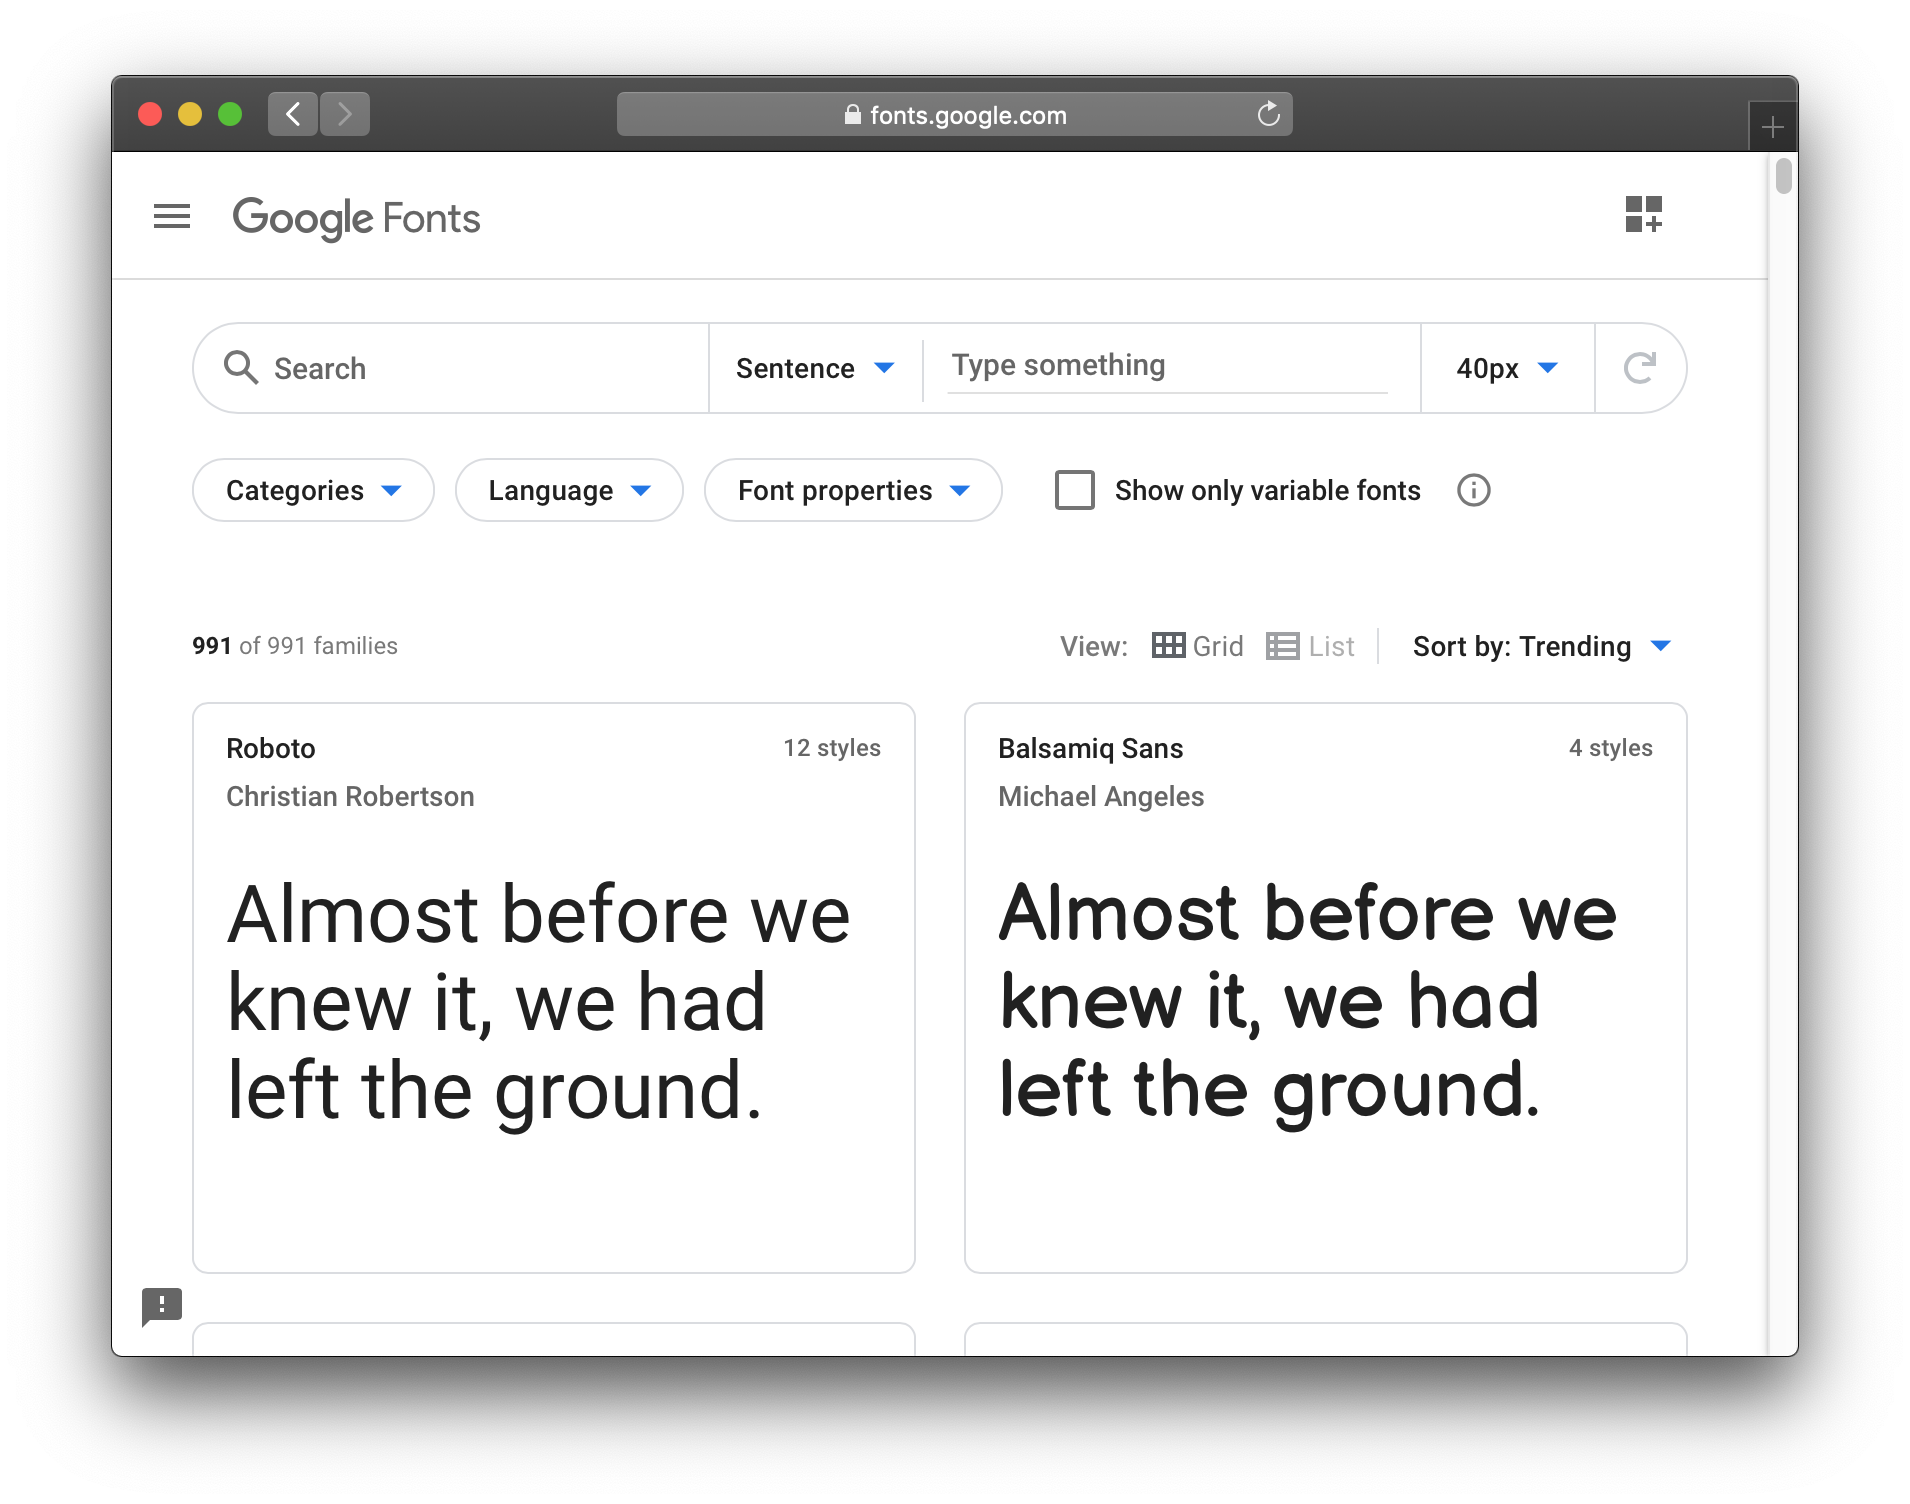 fonts.google.com
Google Fonts
Search
Sentence
Type something
40px
Categories
Language
Font properties
Show only variable fonts
991 of 991 families
View:
Grid
List
Sort by: Trending
Roboto
12 styles
Christian Robertson
Almost before we
knew it, we had
left the ground.
Balsamiq Sans
4 styles
Michael Angeles
Almost before we
knew it, we had
left the ground.